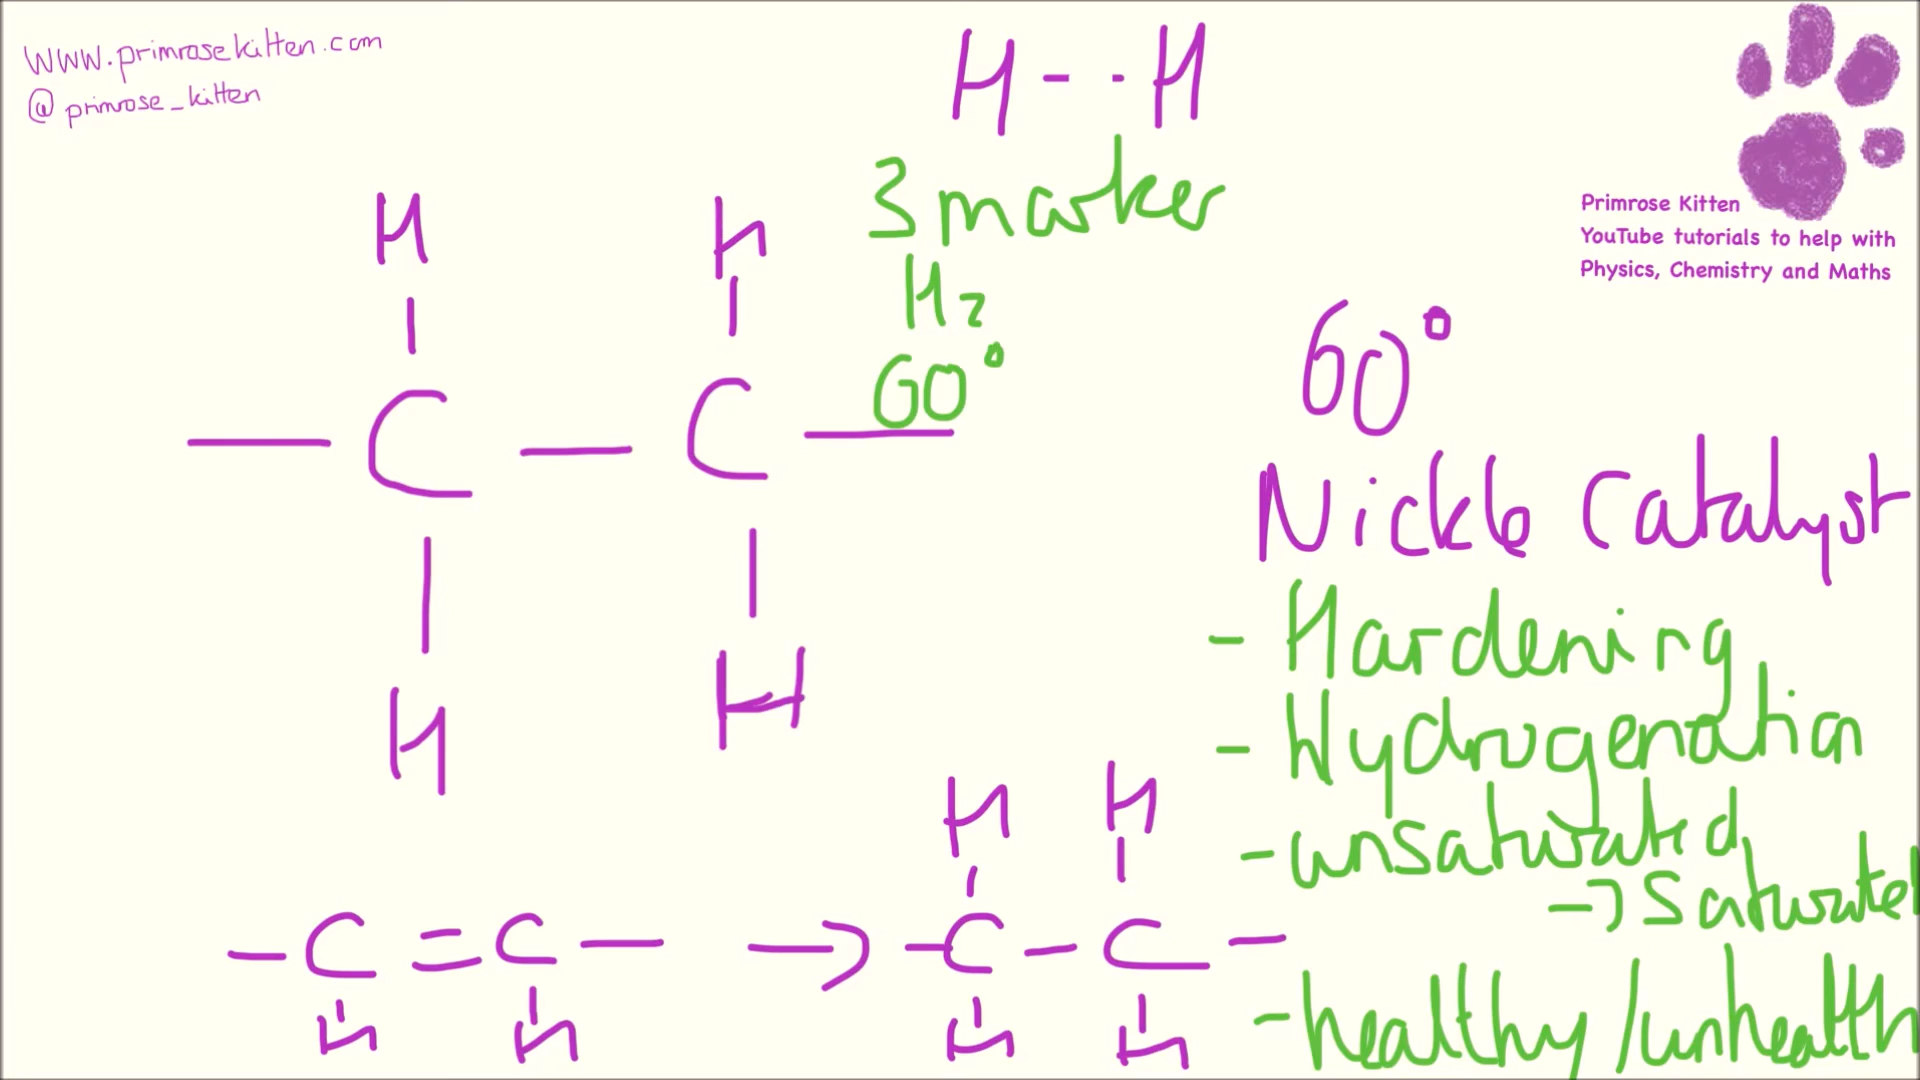 www.primrosekitten.com
@primrose_kitten
H - - H
3 marker
H2
60°
H H
| |
— C — C —
| |
H H
Primrose Kitten
YouTube tutorials to help with
Physics, Chemistry and Maths
60°
Nickle Catalyst
- Hardening
- Hydrogenation
- unsaturated
→ Saturated
- healthy / unhealth
H H
| |
- C = C - → - C - C -
| | | |
H H H H